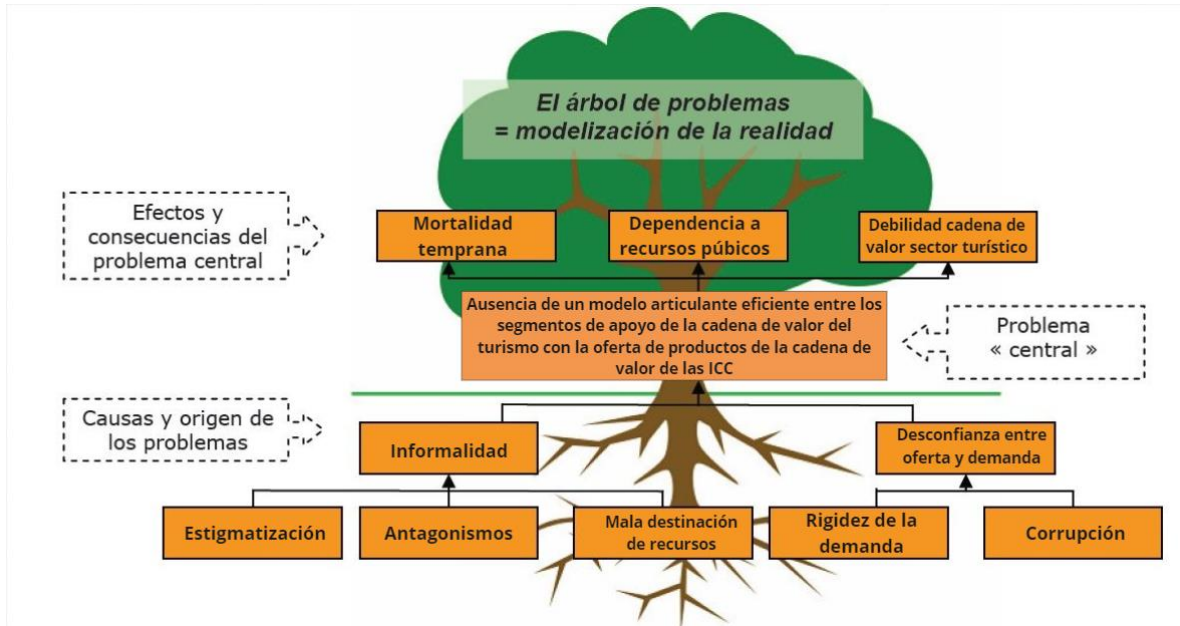 El árbol de problemas
= modelización de la realidad
Efectos y
consecuencias del
problema central
Mortalidad
temprana
Dependencia a
recursos púbicos
Debilidad cadena de
valor sector turístico
Ausencia de un modelo articulante eficiente entre los
segmentos de apoyo de la cadena de valor del
turismo con la oferta de productos de la cadena de
valor de las ICC
Problema
« central »
Causas y origen de
los problemas
Informalidad
Desconfianza entre
oferta y demanda
Estigmatización
Antagonismos
Mala destinación
de recursos
Rigidez de la
demanda
Corrupción